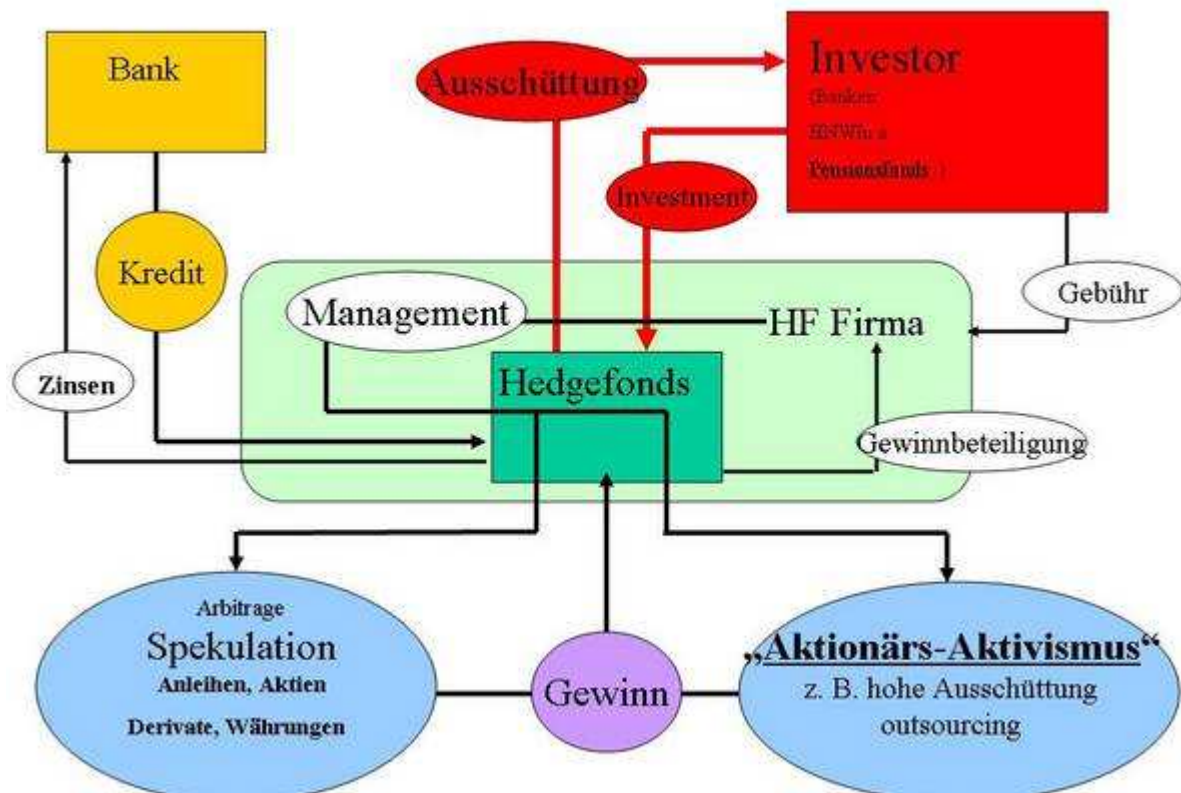 Bank
Ausschüttung
Investor
(Banken
Pensionsfonds )
Investment
Kredit
Gebühr
Management
HF Firma
Zinsen
Hedgefonds
Gewinnbeteiligung
Arbitrage
Spekulation
Anleihen, Aktien
Derivate, Währungen
Gewinn
„Aktionärs-Aktivismus“
z. B. hohe Ausschüttung
outsourcing